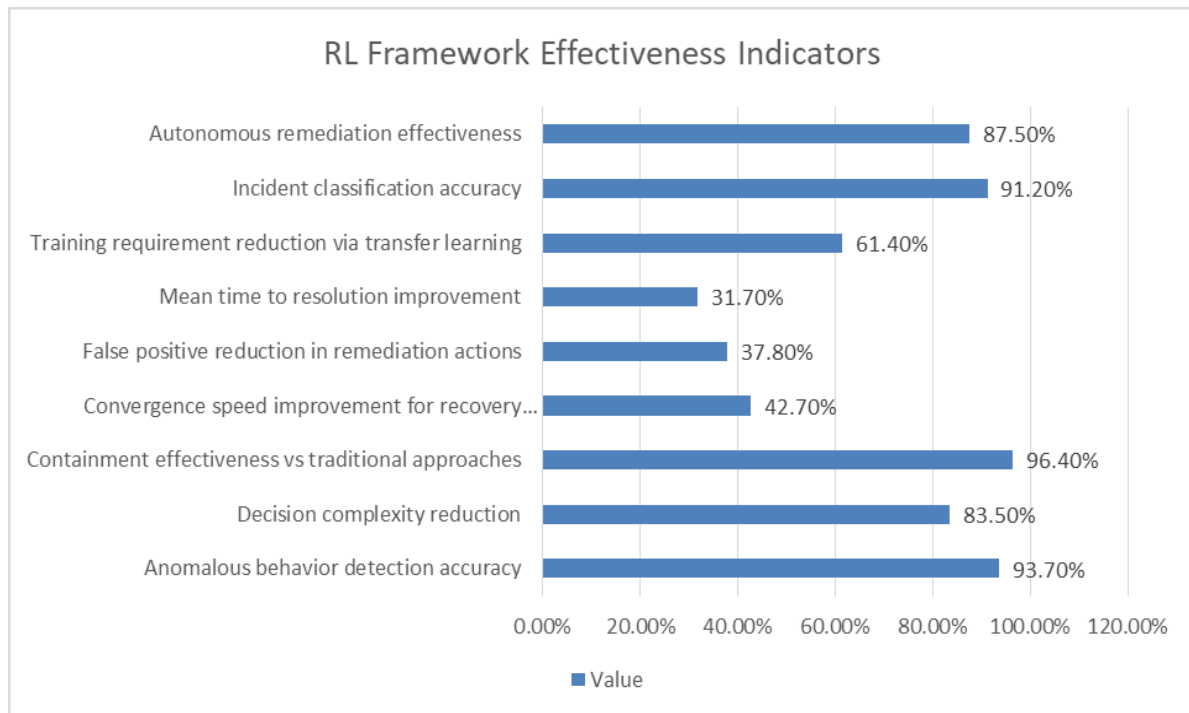 RL Framework Effectiveness Indicators
Autonomous remediation effectiveness 87.50%
Incident classification accuracy 91.20%
Training requirement reduction via transfer learning 61.40%
Mean time to resolution improvement 31.70%
False positive reduction in remediation actions 37.80%
Convergence speed improvement for recovery... 42.70%
Containment effectiveness vs traditional approaches 96.40%
Decision complexity reduction 83.50%
Anomalous behavior detection accuracy 93.70%
0.00% 20.00% 40.00% 60.00% 80.00% 100.00% 120.00%
Value